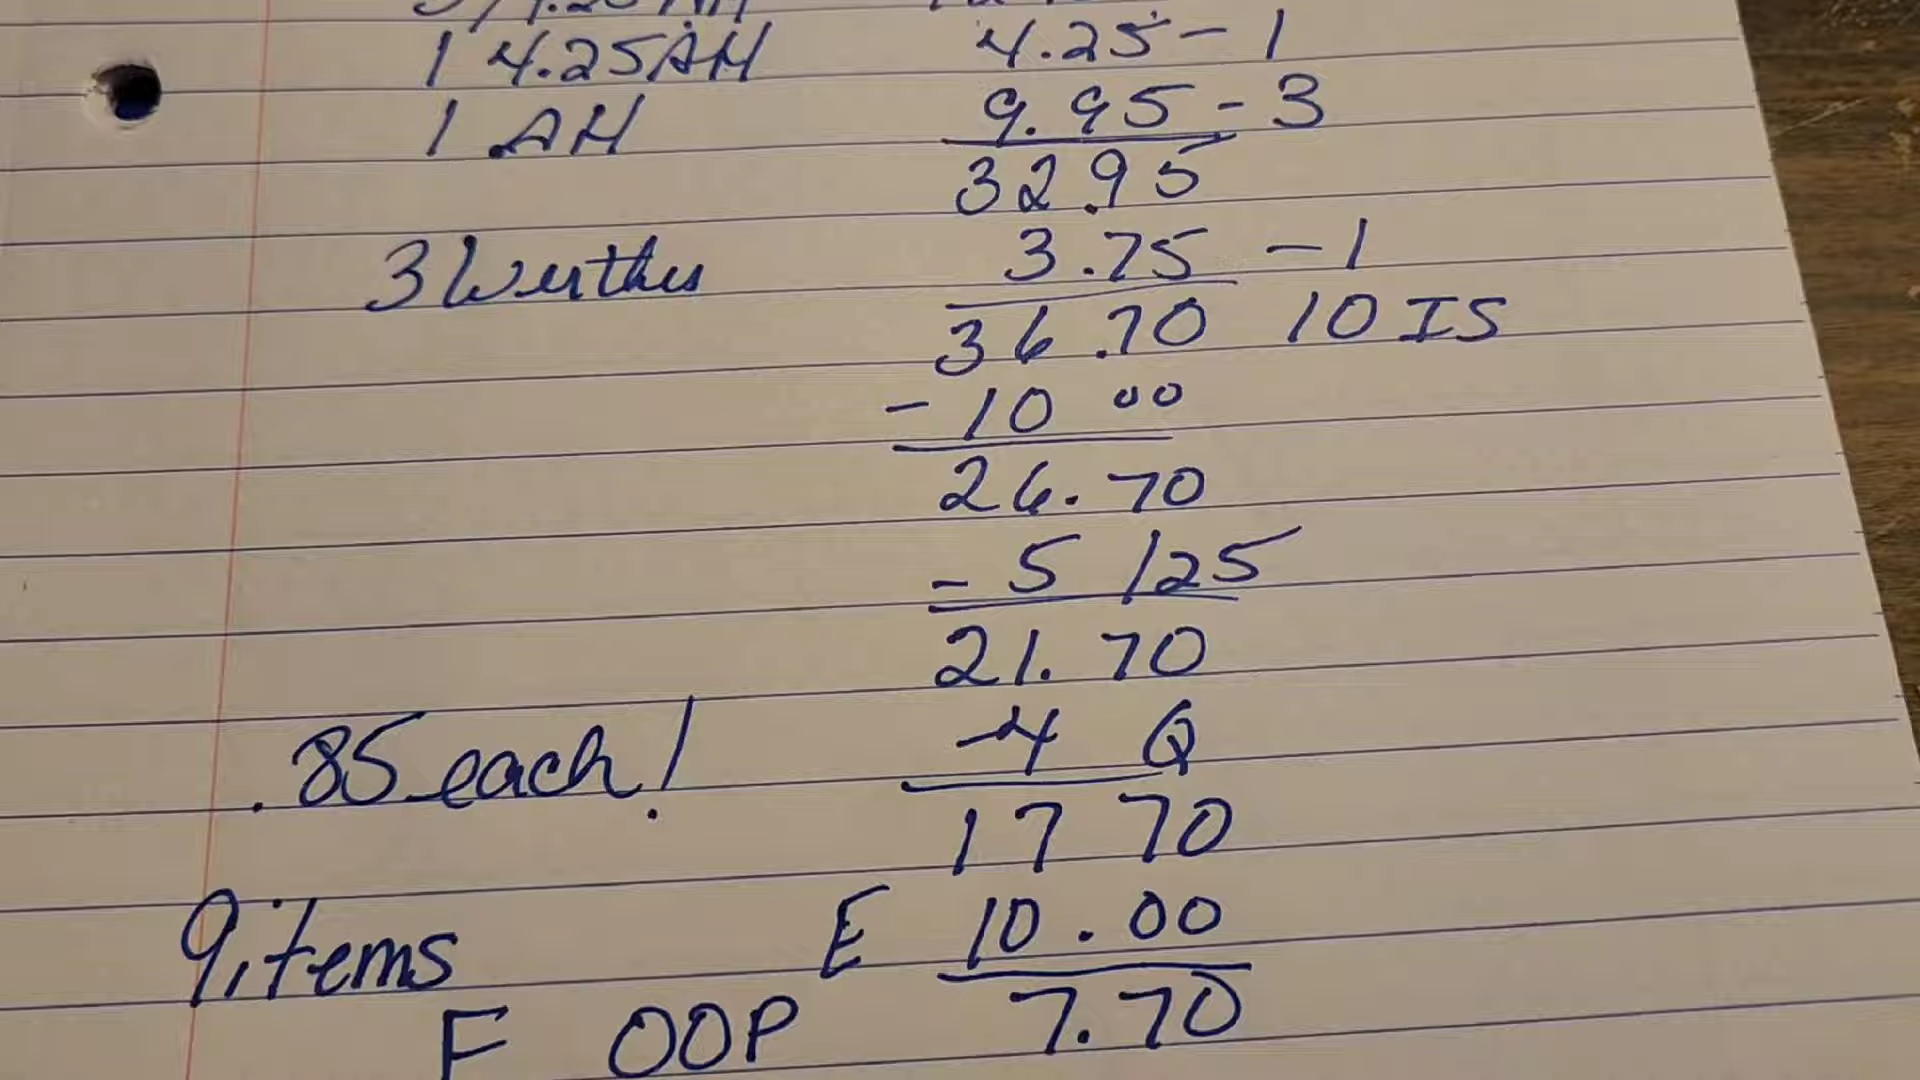 1 4.25 AH 4.25 - 1
1 AH 9.95 - 3
32.95
3 Werthes 3.75 - 1
36.70 10 IS
- 10 00
26.70
- 5 /25
21.70
.85 each! -4 Q
17 70
9 items E 10.00
F OOP 7.70